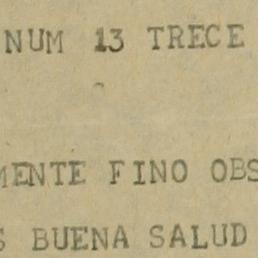 NUM 13 TRECE
MENTE FINO OBS
S BUENA SALUD